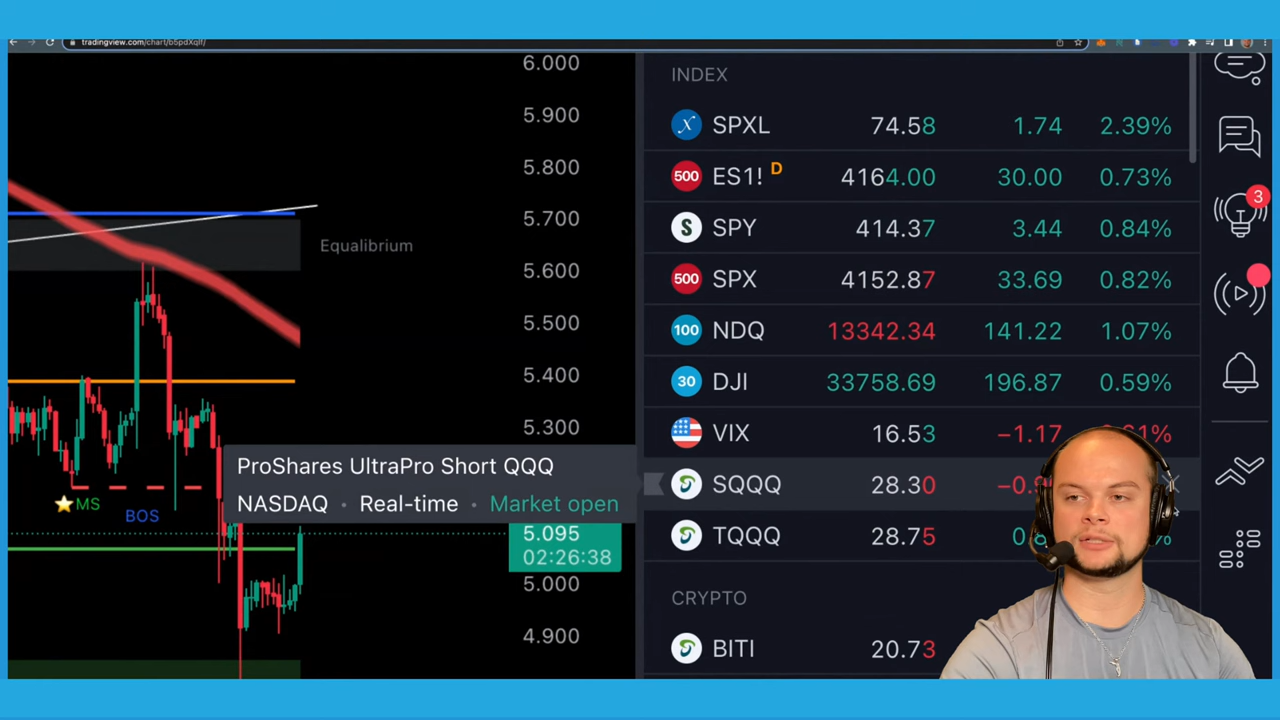 tradingview.com/chart/b5pdXqlf/
6.000
5.900
5.800
5.700
5.600
5.500
5.400
5.300
5.095
02:26:38
5.000
4.900
Equalibrium
MS
BOS
ProShares UltraPro Short QQQ
NASDAQ · Real-time · Market open
INDEX
SPXL 74.58 1.74 2.39%
500 ES1! D 4164.00 30.00 0.73%
S SPY 414.37 3.44 0.84%
500 SPX 4152.87 33.69 0.82%
100 NDQ 13342.34 141.22 1.07%
30 DJI 33758.69 196.87 0.59%
VIX 16.53 −1.17
SQQQ 28.30
TQQQ 28.75
CRYPTO
BITI 20.73
3